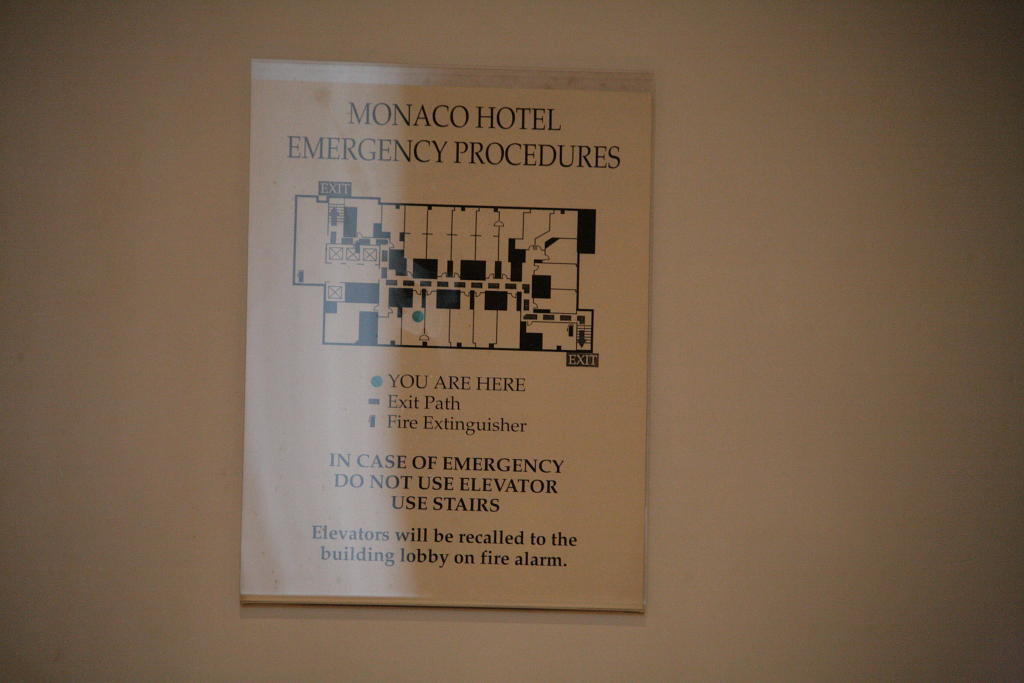 MONACO HOTEL
EMERGENCY PROCEDURES
EXIT
EXIT
YOU ARE HERE
Exit Path
Fire Extinguisher
IN CASE OF EMERGENCY
DO NOT USE ELEVATOR
USE STAIRS
Elevators will be recalled to the
building lobby on fire alarm.